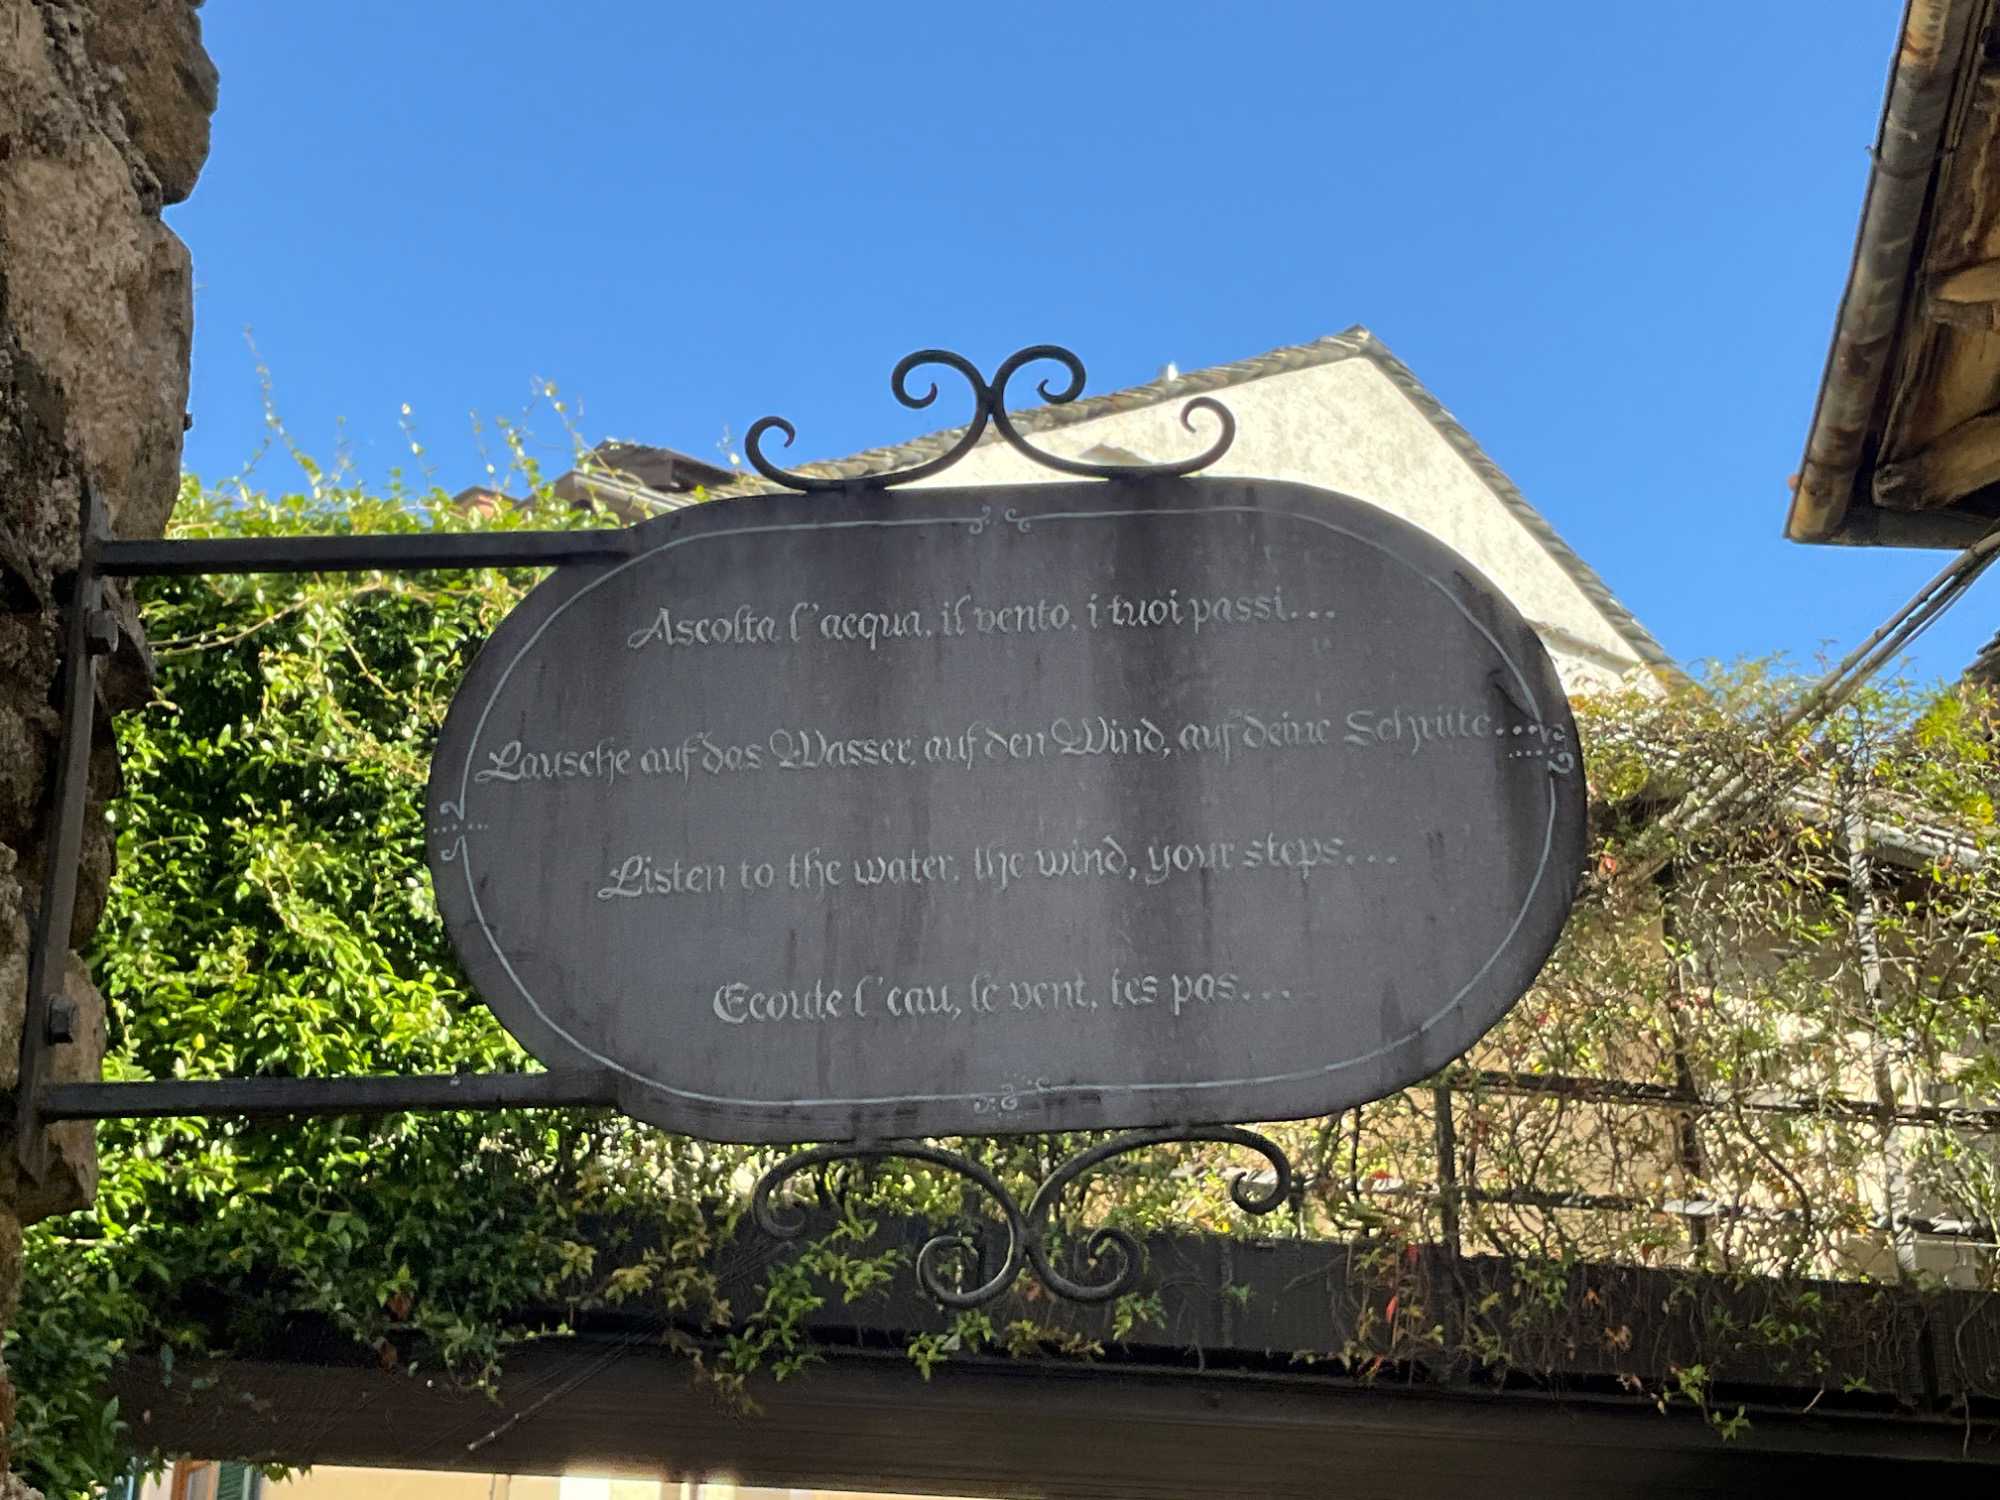 Ascolta l'acqua, il vento, i tuoi passi...
Lausche auf das Wasser, auf den Wind, auf deine Schritte...
Listen to the water, the wind, your steps...
Ecoute l'eau, le vent, tes pas...